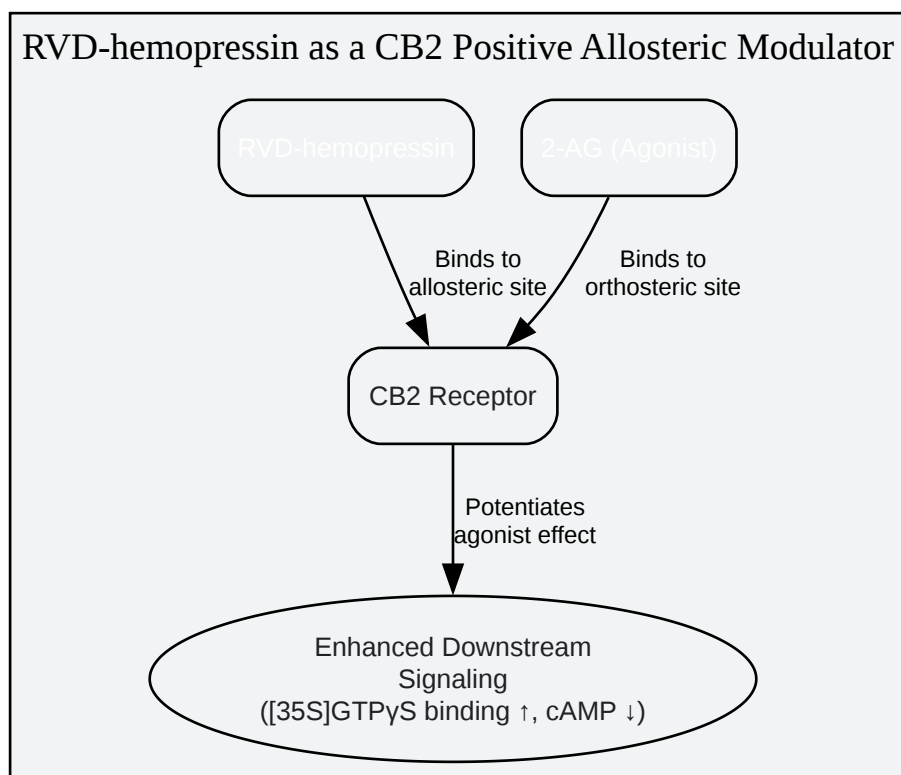 RVD-hemopressin as a CB2 Positive Allosteric Modulator
RVD-hemopressin
2-AG (Agonist)
Binds to
allosteric site
Binds to
orthosteric site
CB2 Receptor
Potentiates
agonist effect
Enhanced Downstream
Signaling
([35S]GTPγS binding ↑, cAMP ↓)